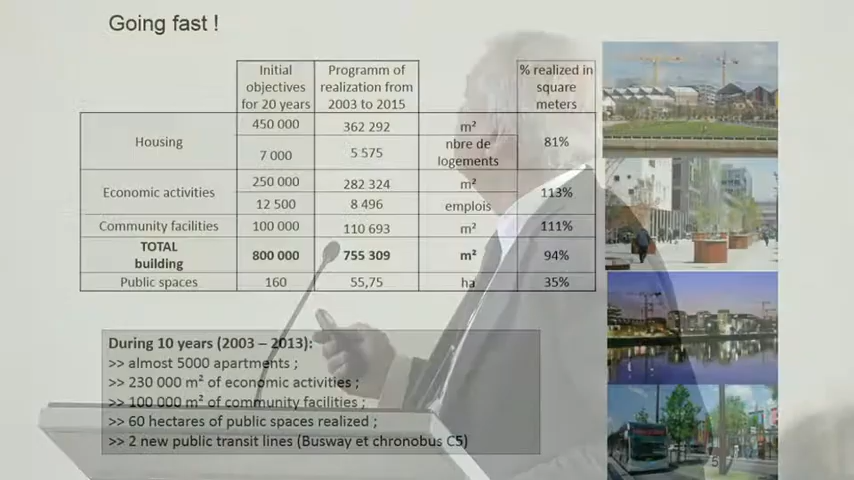 Going fast !
Initial objectives for 20 years
Programm of realization from 2003 to 2015
% realized in square meters
Housing
450 000
362 292
m²
81%
7 000
5 575
nbre de logements
Economic activities
250 000
282 324
m²
113%
12 500
8 496
emplois
Community facilities
100 000
110 693
m²
111%
TOTAL building
800 000
755 309
m²
94%
Public spaces
160
55,75
ha
35%
During 10 years (2003 – 2013):
>> almost 5000 apartments ;
>> 230 000 m² of economic activities ;
>> 100 000 m² of community facilities ;
>> 60 hectares of public spaces realized ;
>> 2 new public transit lines (Busway et chronobus C5)